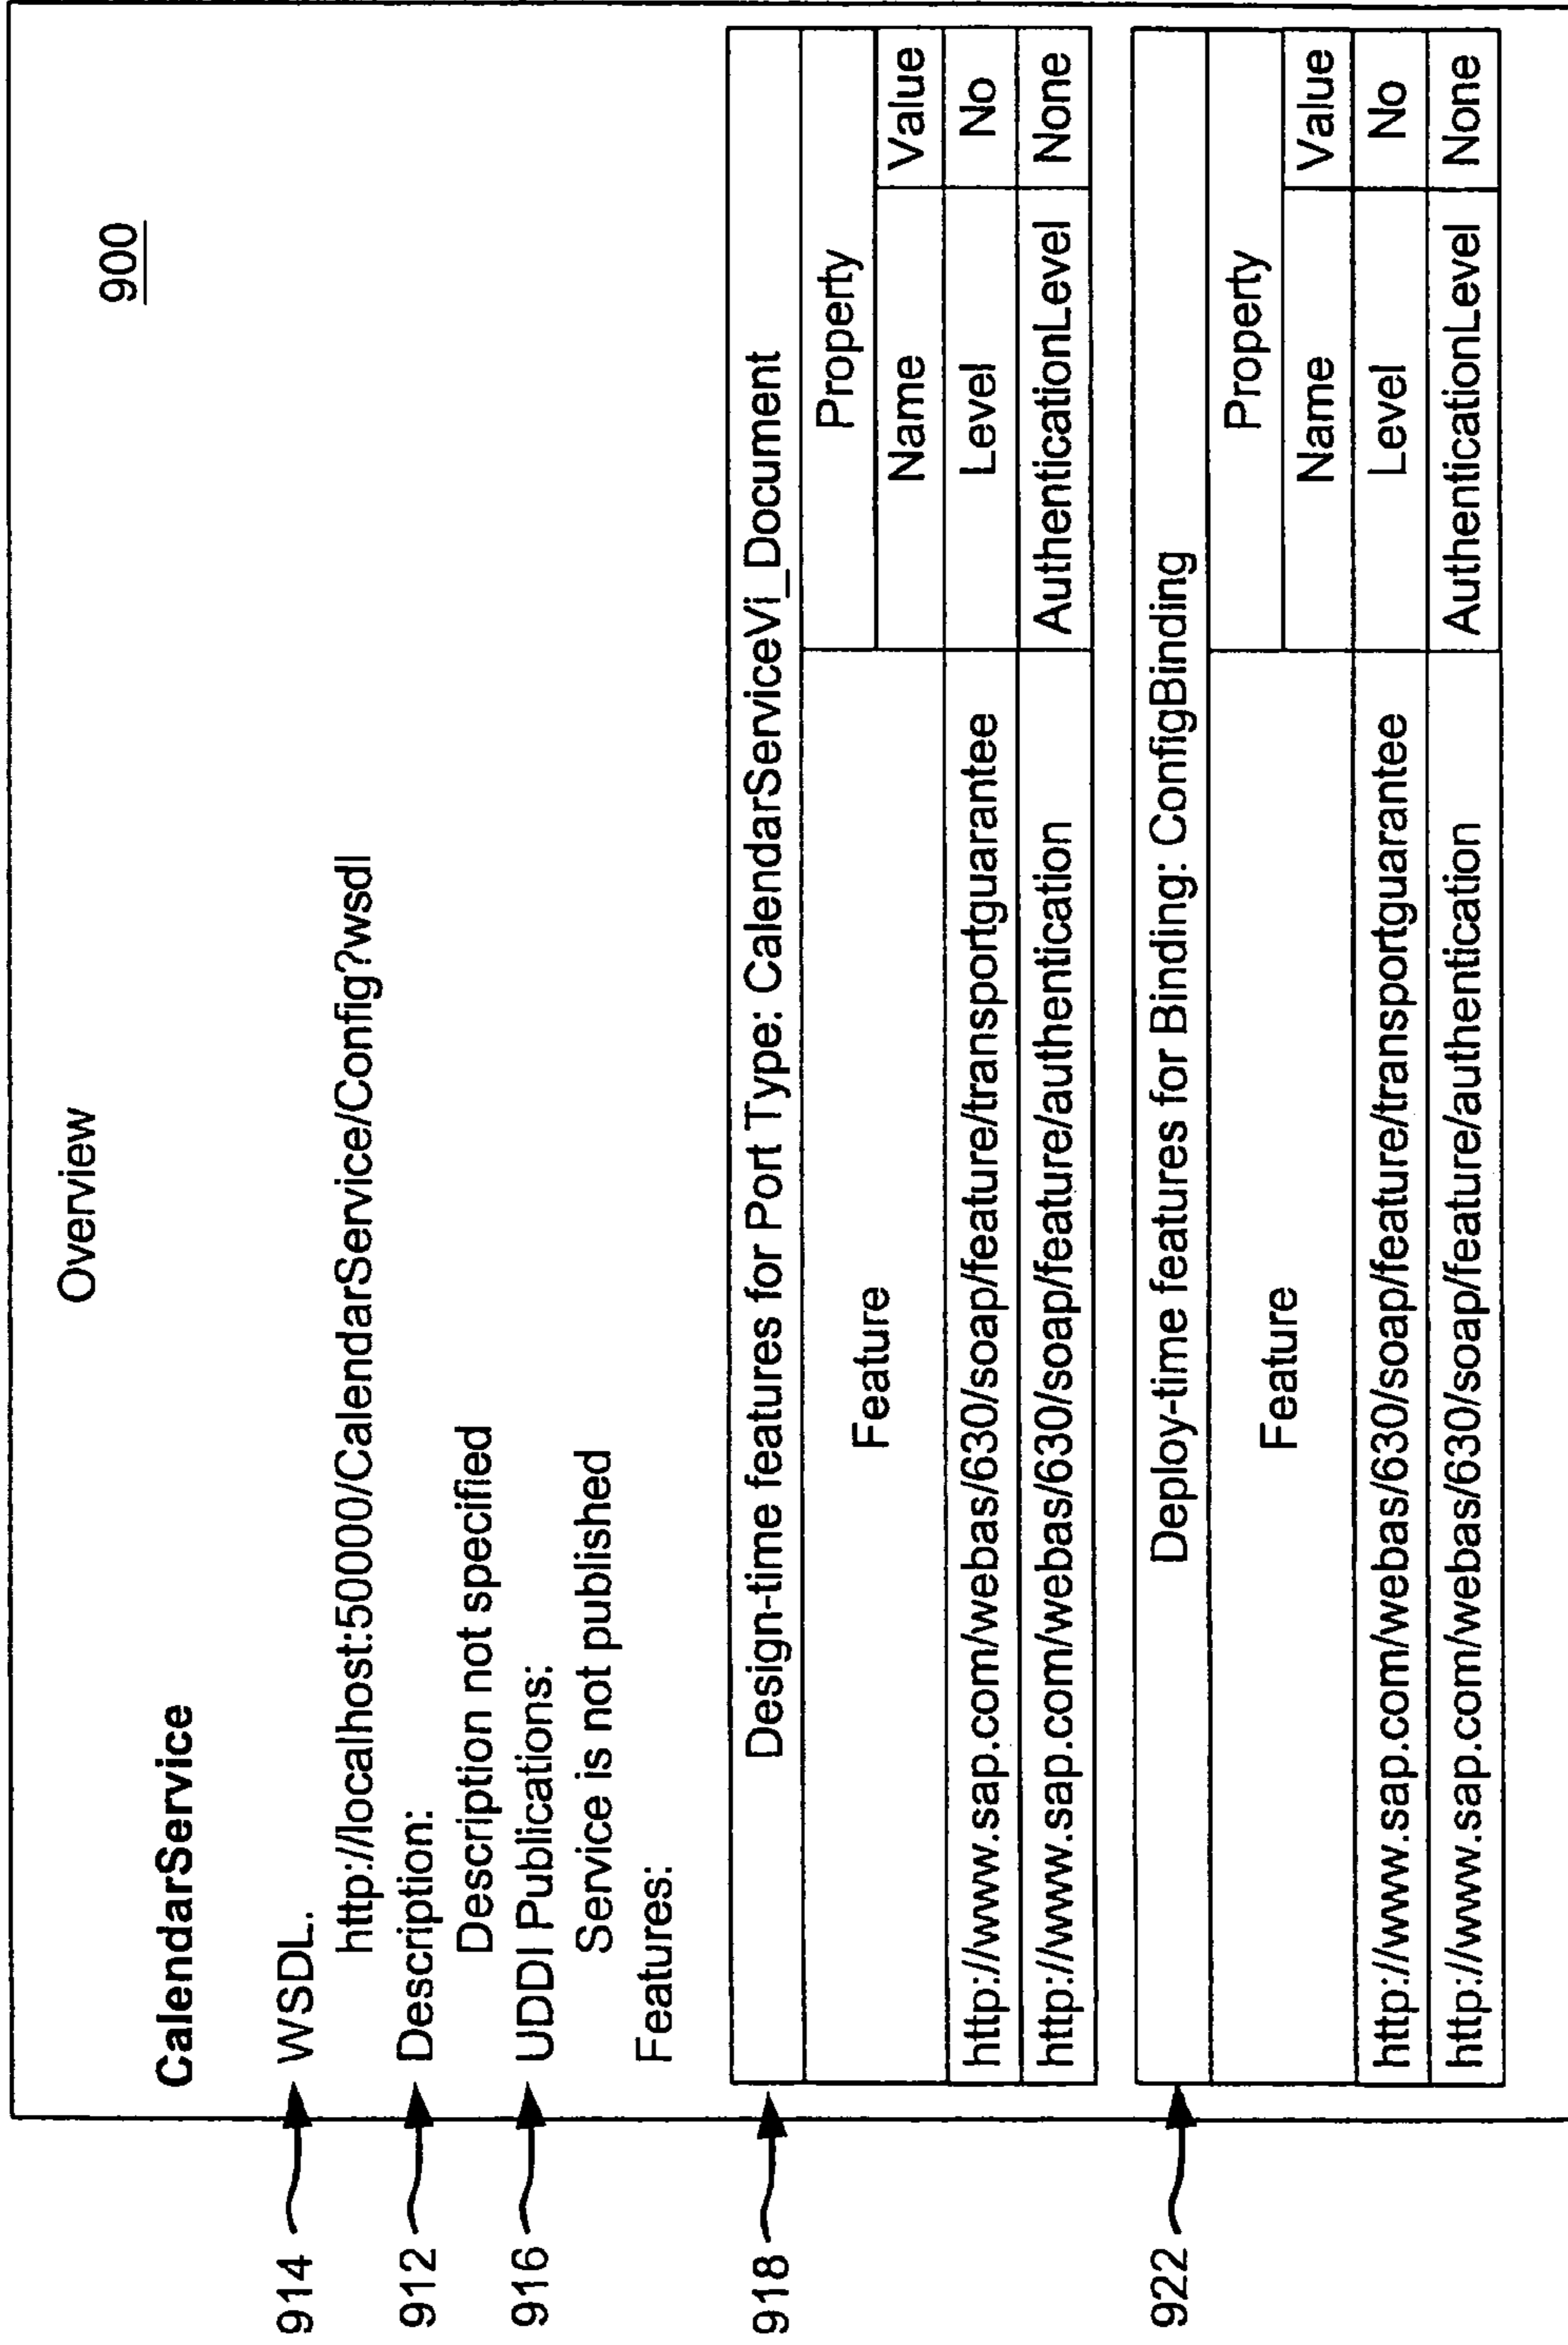 Overview
900
CalendarService
914 WSDL.
http://localhost:50000/CalendarService/Config?wsdl
912 Description:
Description not specified
916 UDDI Publications:
Service is not published
Features:
918 Design-time features for Port Type: CalendarServiceVi_Document
Feature Property
Name Value
http://www.sap.com/webas/630/soap/feature/transportguarantee Level No
http://www.sap.com/webas/630/soap/feature/authentication AuthenticationLevel None
922 Deploy-time features for Binding: ConfigBinding
Feature Property
Name Value
http://www.sap.com/webas/630/soap/feature/transportguarantee Level No
http://www.sap.com/webas/630/soap/feature/authentication AuthenticationLevel None